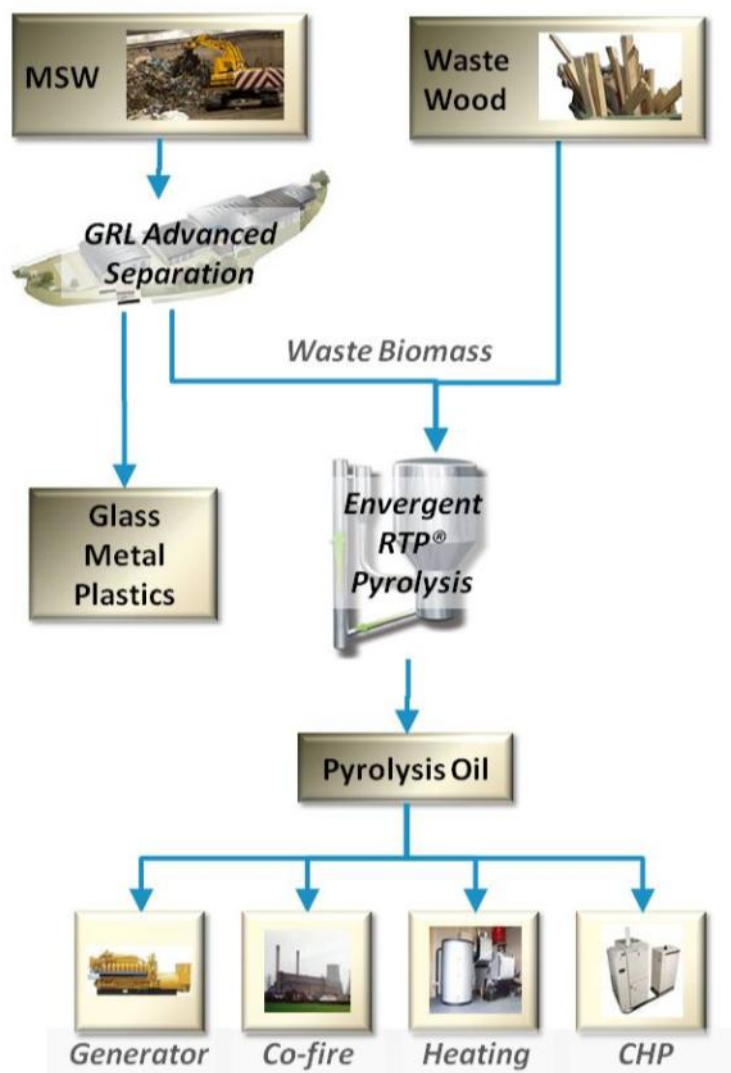 MSW
Waste
Wood
GRL Advanced
Separation
Waste Biomass
Glass
Metal
Plastics
Envergent
RTP®
Pyrolysis
Pyrolysis Oil
Generator
Co-fire
Heating
CHP